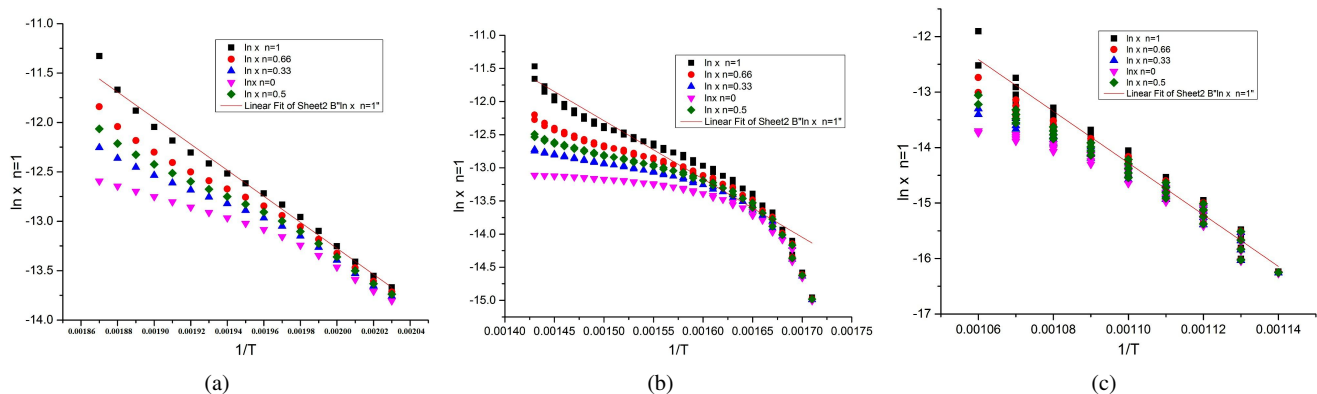 -11.0
-11.5
-12.0
-12.5
-13.0
-13.5
-14.0
ln x n=1
ln x n=1
ln x n=0.66
ln x n=0.33
lnx n=0
ln x n=0.5
Linear Fit of Sheet2 B"ln x n=1"
0.00186 0.00188 0.00190 0.00192 0.00194 0.00196 0.00198 0.00200 0.00202 0.00204
1/T
(a)
-11.0
-11.5
-12.0
-12.5
-13.0
-13.5
-14.0
-14.5
-15.0
ln x n=1
ln x n=1
ln x n=0.66
ln x n=0.33
lnx n=0
ln x n=0.5
Linear Fit of Sheet2 B"ln x n=1"
0.00140 0.00145 0.00150 0.00155 0.00160 0.00165 0.00170 0.00175
1/T
(b)
-12
-13
-14
-15
-16
-17
ln x n=1
ln x n=1
ln x n=0.66
ln x n=0.33
lnx n=0
ln x n=0.5
Linear Fit of Sheet2 B"ln x n=1"
0.00106 0.00108 0.00110 0.00112 0.00114
1/T
(c)